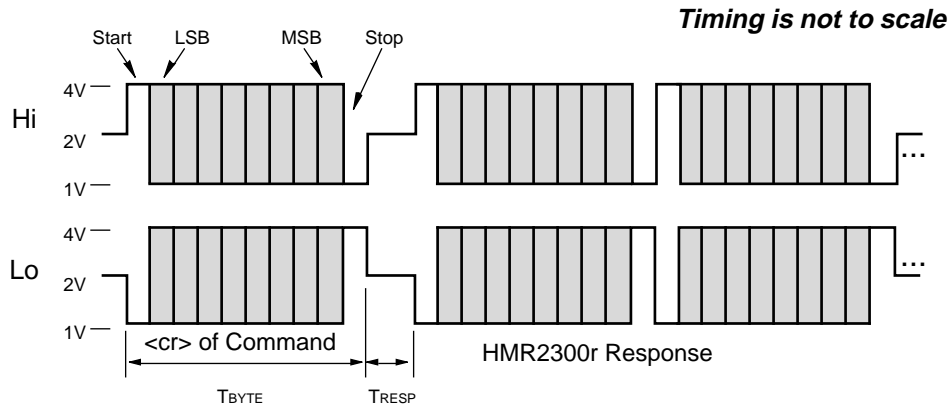 Timing is not to scale
Start LSB MSB Stop
4V
Hi
2V
1V
...
4V
Lo
2V
1V
...
<cr> of Command
HMR2300r Response
TBYTE TRESP